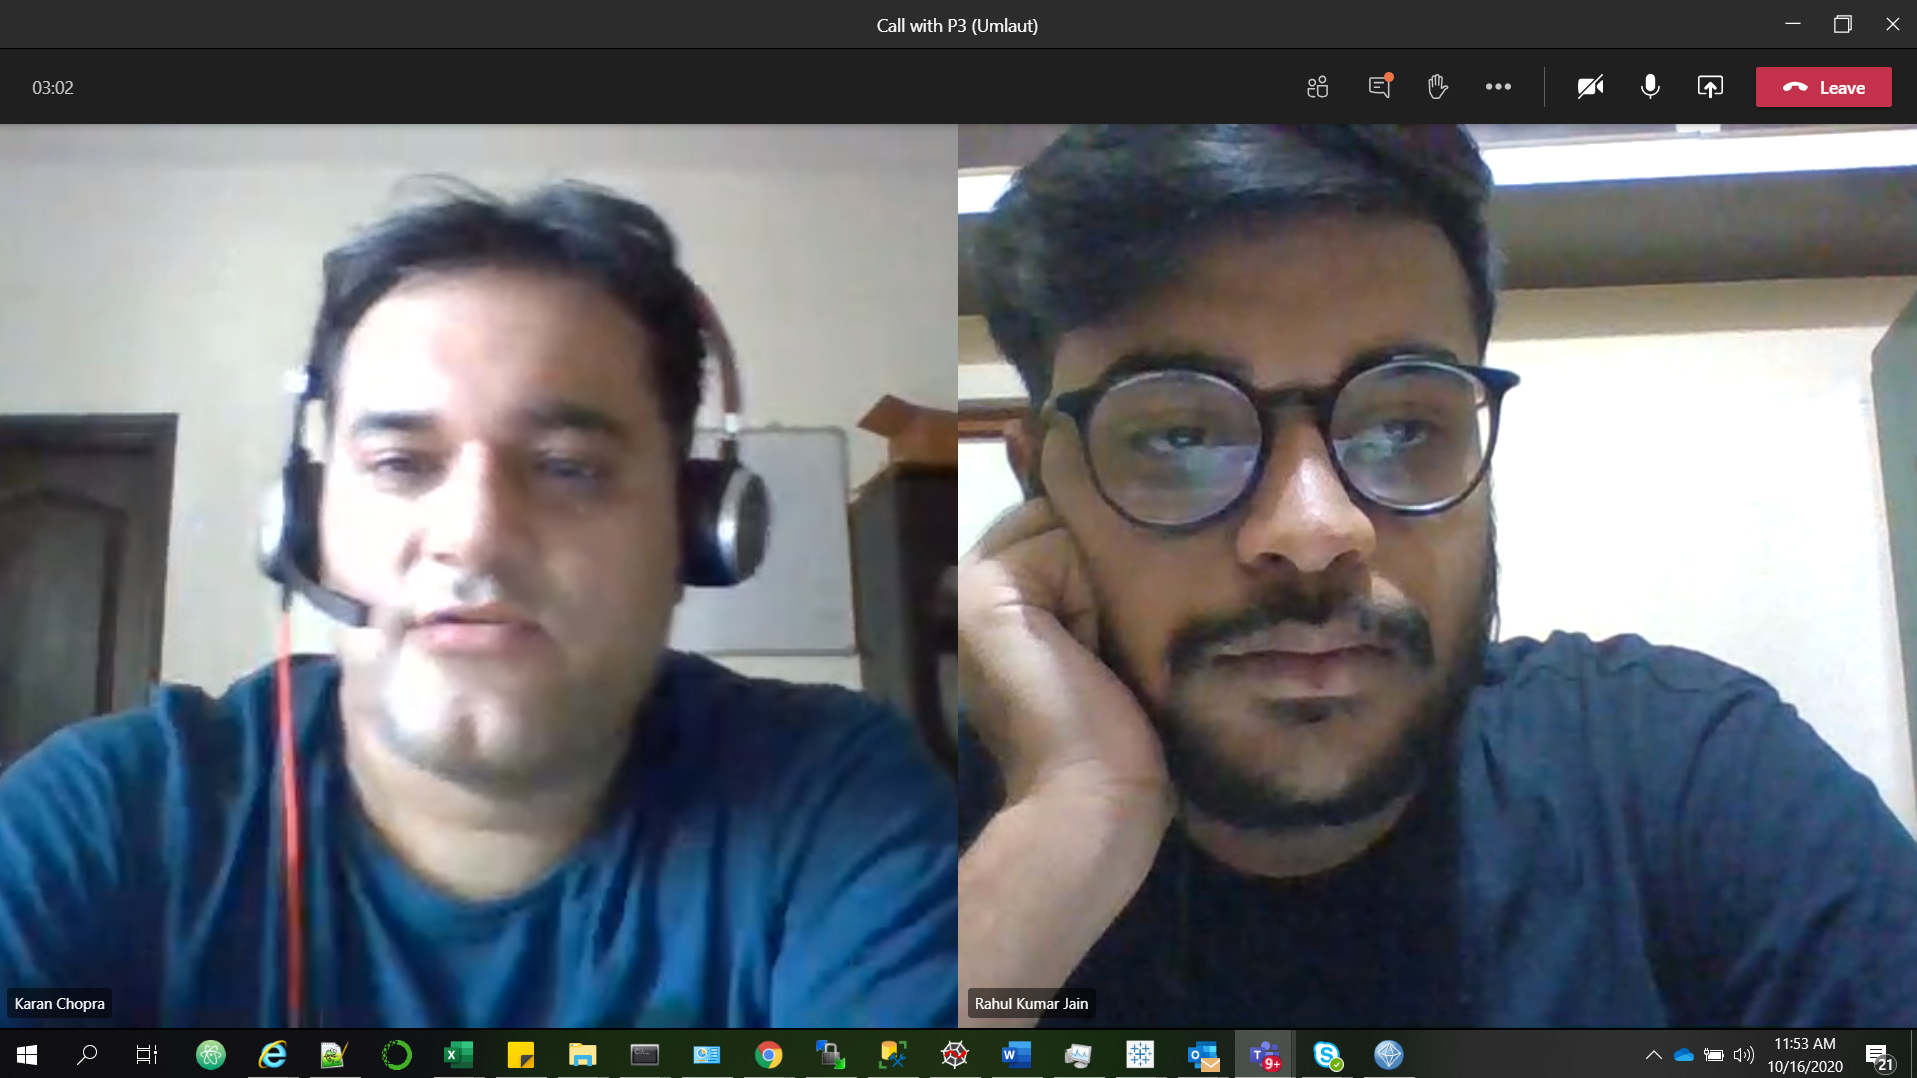 Call with P3 (Umlaut)
03:02
Leave
Karan Chopra
Rahul Kumar Jain
9+
11:53 AM
10/16/2020
21